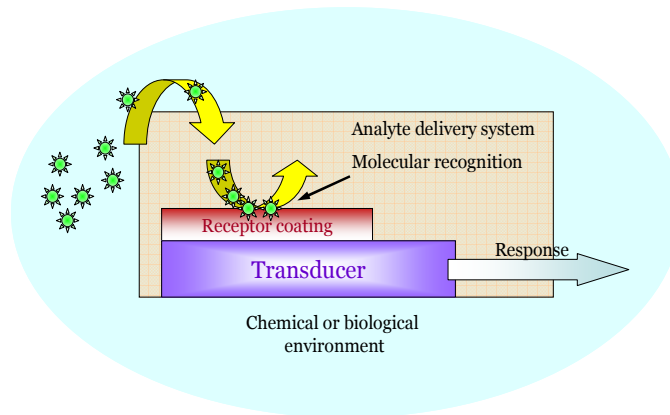 Analyte delivery system
Molecular recognition
Receptor coating
Transducer
Response
Chemical or biological
environment